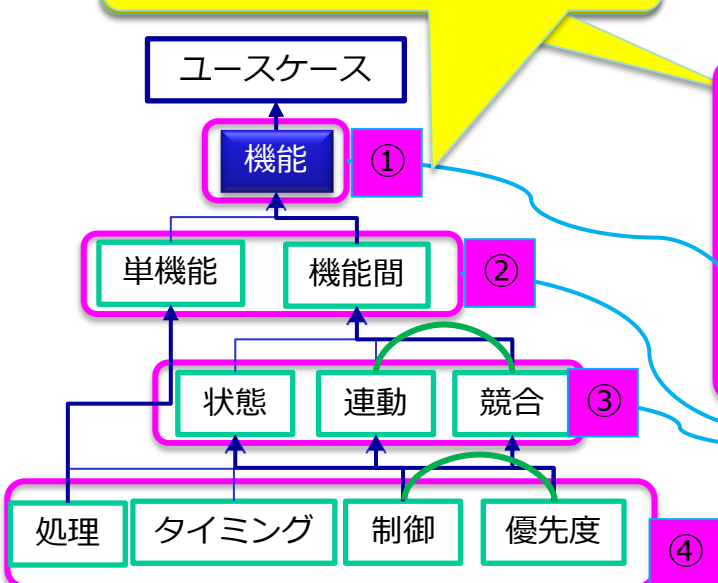 ユースケース
機能
①
単機能
機能間
②
状態
連動
競合
③
処理
タイミング
制御
優先度
④